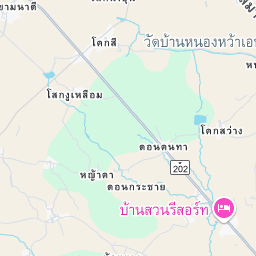 โคกสี
วัดบ้านหนองหว้าเอน
โสกงูเหลือม
โคกสว่าง
ดอนคนทา
202
หญ้าคา
ดอนกระชาย
บ้านสวนรีสอร์ท